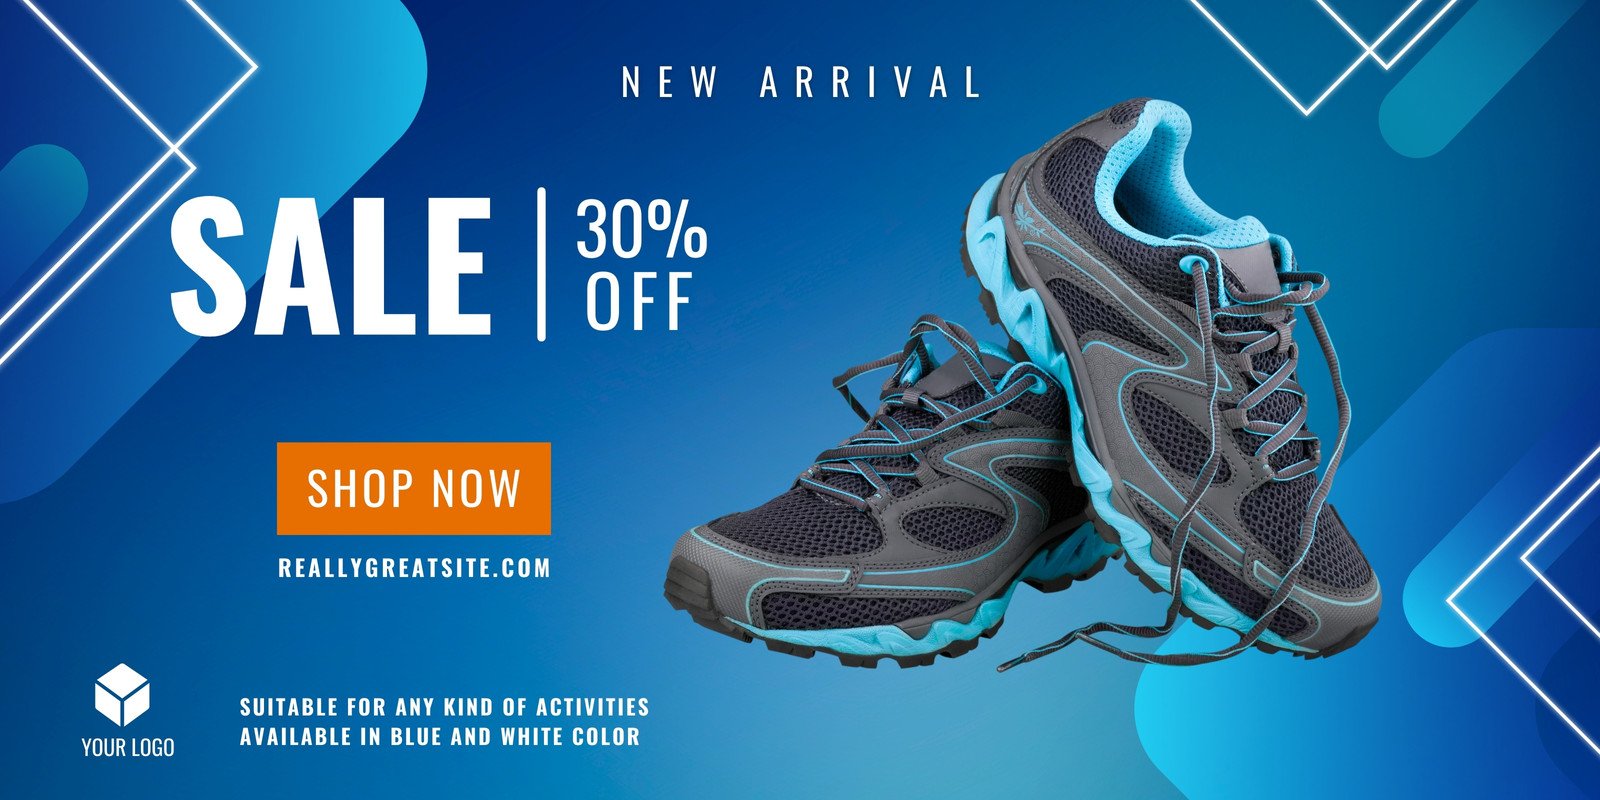 NEW ARRIVAL
SALE
30%
OFF
SHOP NOW
REALLYGREATSITE.COM
YOUR LOGO
SUITABLE FOR ANY KIND OF ACTIVITIES
AVAILABLE IN BLUE AND WHITE COLOR